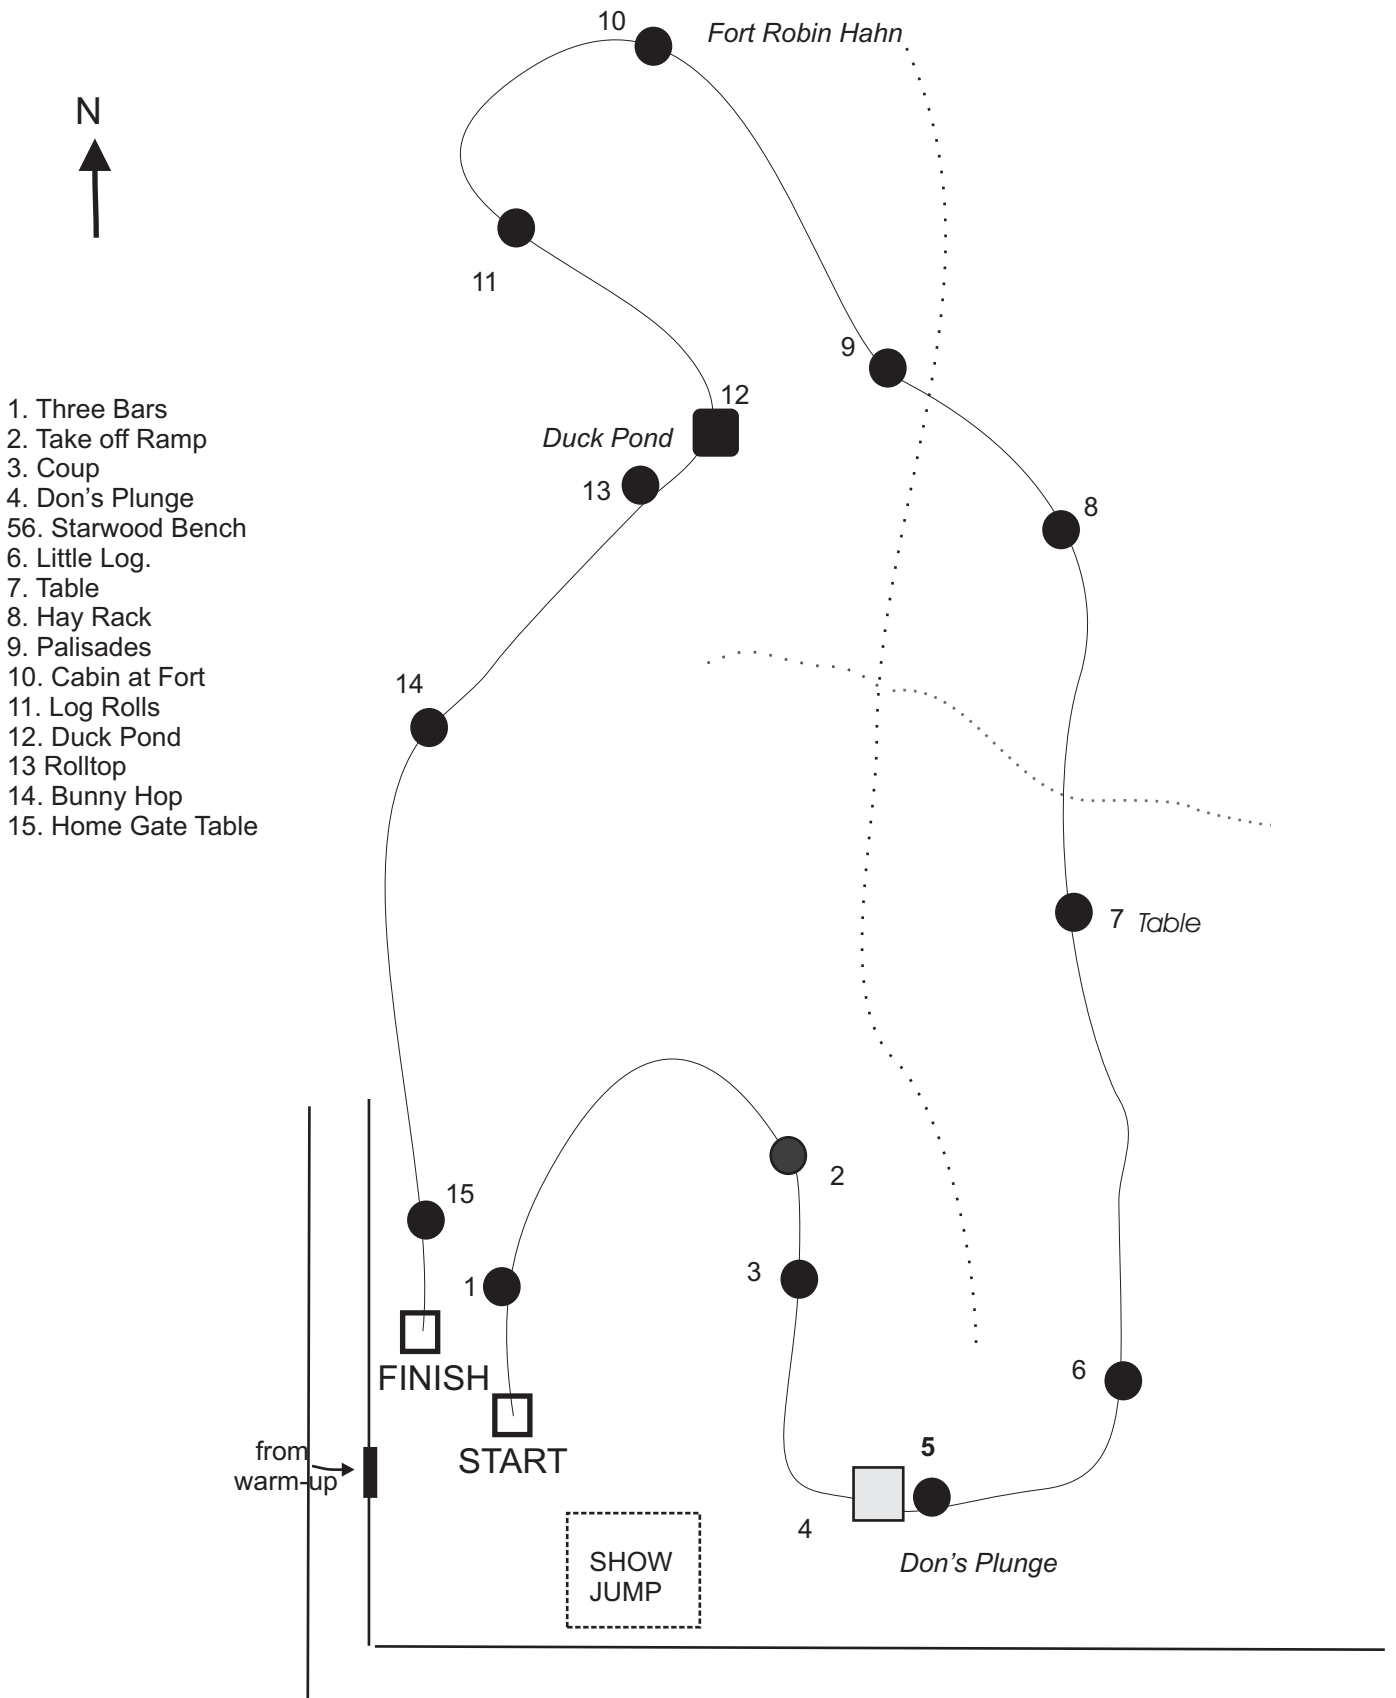 10
Fort Robin Hahn
N
11
9
12
1. Three Bars
2. Take off Ramp
3. Coup
4. Don's Plunge
56. Starwood Bench
6. Little Log.
7. Table
8. Hay Rack
9. Palisades
10. Cabin at Fort
11. Log Rolls
12. Duck Pond
13 Rolltop
14. Bunny Hop
15. Home Gate Table
Duck Pond
13
8
14
7 Table
2
15
3
1
FINISH
6
START
5
from
warm-up
4
SHOW
JUMP
Don's Plunge